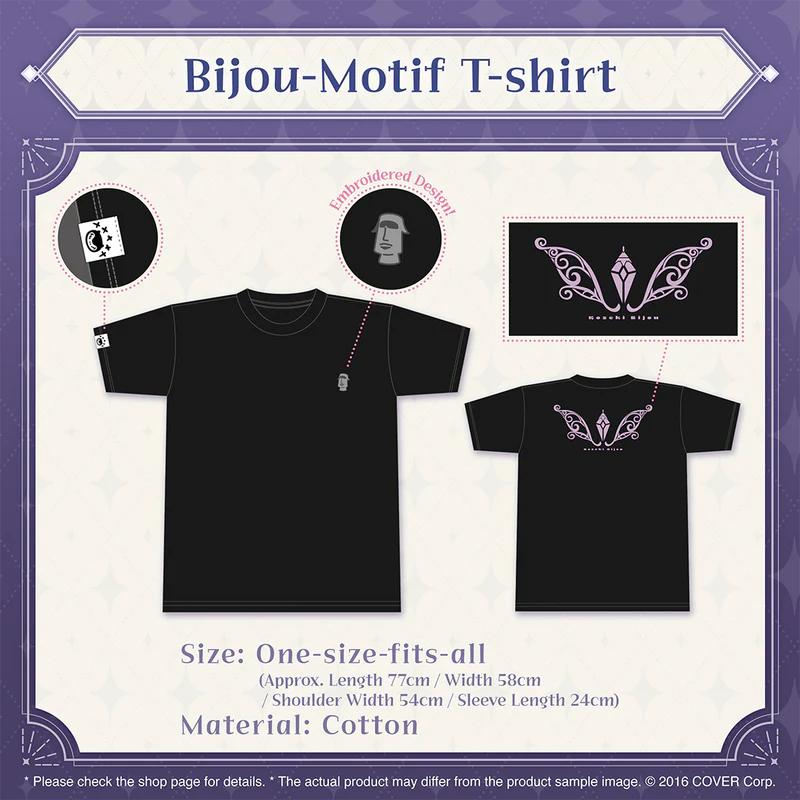 Bijou-Motif T-shirt
Embroidered Design!
Koseki Bijou
Koseki Bijou
Size: One-size-fits-all
(Approx. Length 77cm / Width 58cm
/ Shoulder Width 54cm / Sleeve Length 24cm)
Material: Cotton
* Please check the shop page for details. * The actual product may differ from the product sample image. © 2016 COVER Corp.